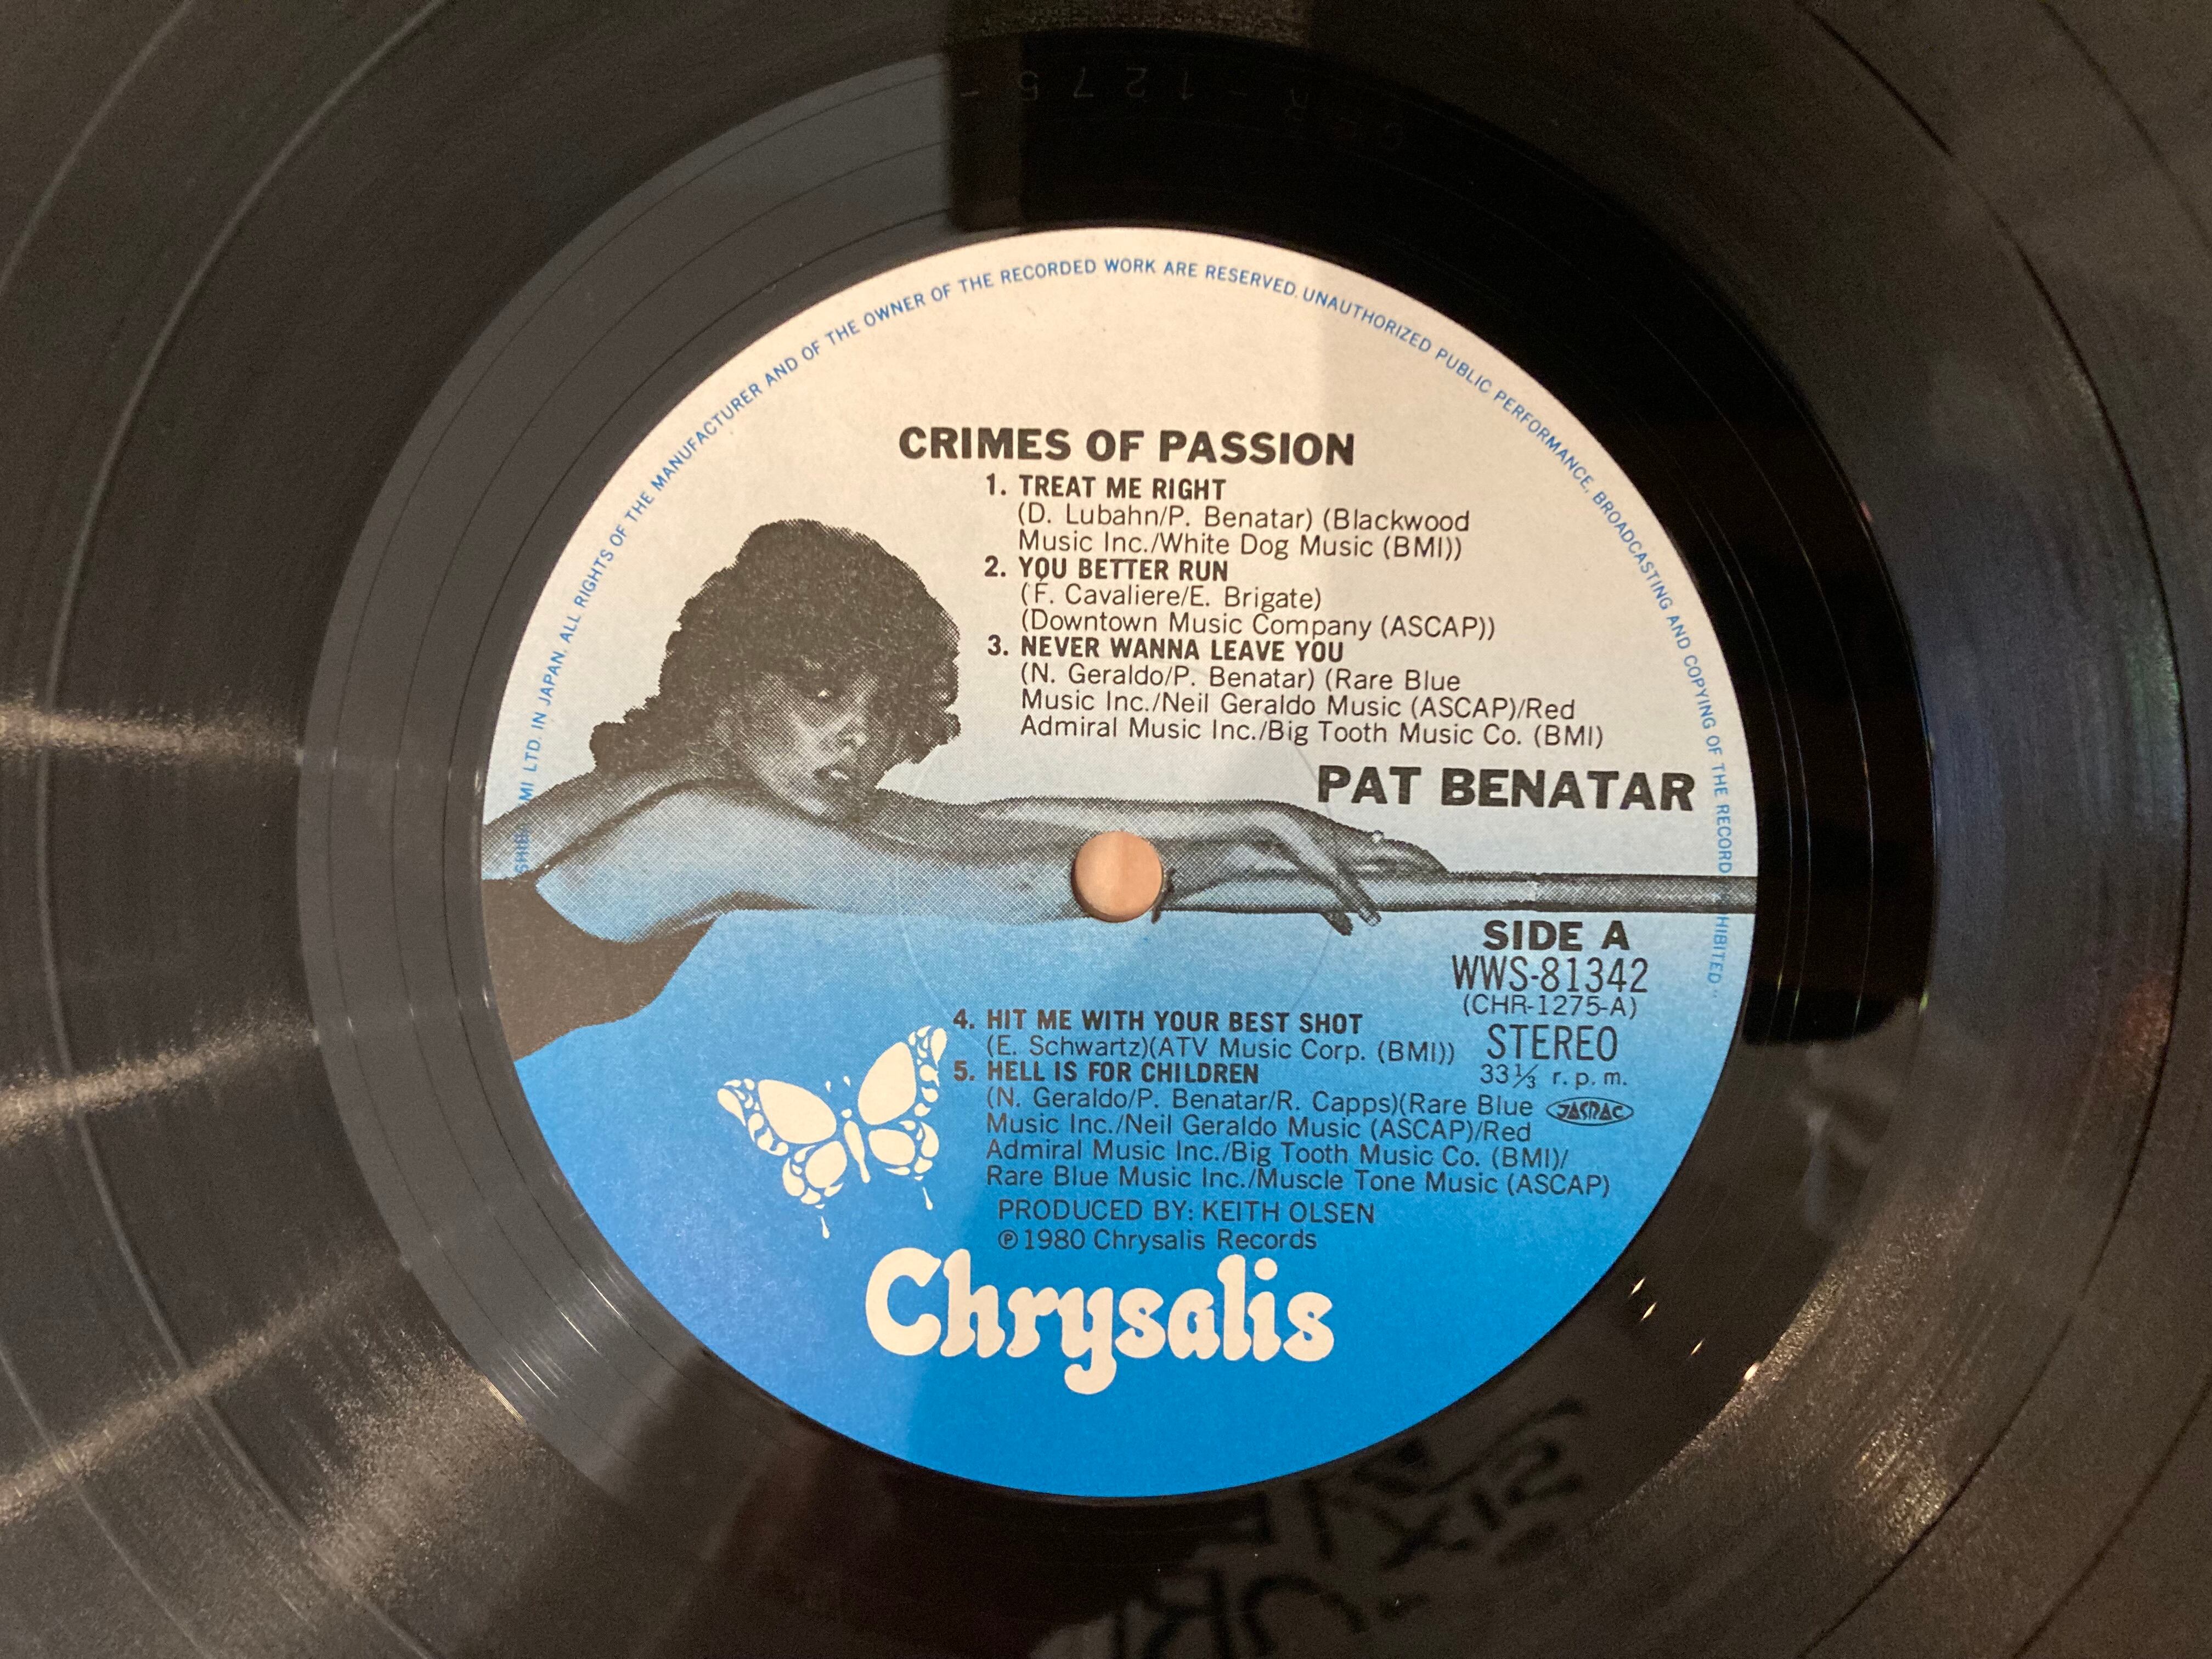 MI LTD. IN JAPAN. ALL RIGHTS OF THE MANUFACTURER AND OF THE OWNER OF THE RECORDED WORK ARE RESERVED. UNAUTHORIZED PUBLIC PERFORMANCE, BROADCASTING AND COPYING OF THE RECORD
CRIMES OF PASSION
1. TREAT ME RIGHT
(D. Lubahn/P. Benatar) (Blackwood
Music Inc./White Dog Music (BMI))
2. YOU BETTER RUN
(F. Cavaliere/E. Brigate)
(Downtown Music Company (ASCAP))
3. NEVER WANNA LEAVE YOU
(N. Geraldo/P. Benatar) (Rare Blue
Music Inc./Neil Geraldo Music (ASCAP)/Red
Admiral Music Inc./Big Tooth Music Co. (BMI)
PAT BENATAR
SIDE A
WWS-81342
(CHR-1275-A)
STEREO
33⅓ r.p.m.
JASRAC
4. HIT ME WITH YOUR BEST SHOT
(E. Schwartz)(ATV Music Corp. (BMI))
5. HELL IS FOR CHILDREN
(N. Geraldo/P. Benatar/R. Capps)(Rare Blue
Music Inc./Neil Geraldo Music (ASCAP)/Red
Admiral Music Inc./Big Tooth Music Co. (BMI)/
Rare Blue Music Inc./Muscle Tone Music (ASCAP)
PRODUCED BY: KEITH OLSEN
℗1980 Chrysalis Records
Chrysalis